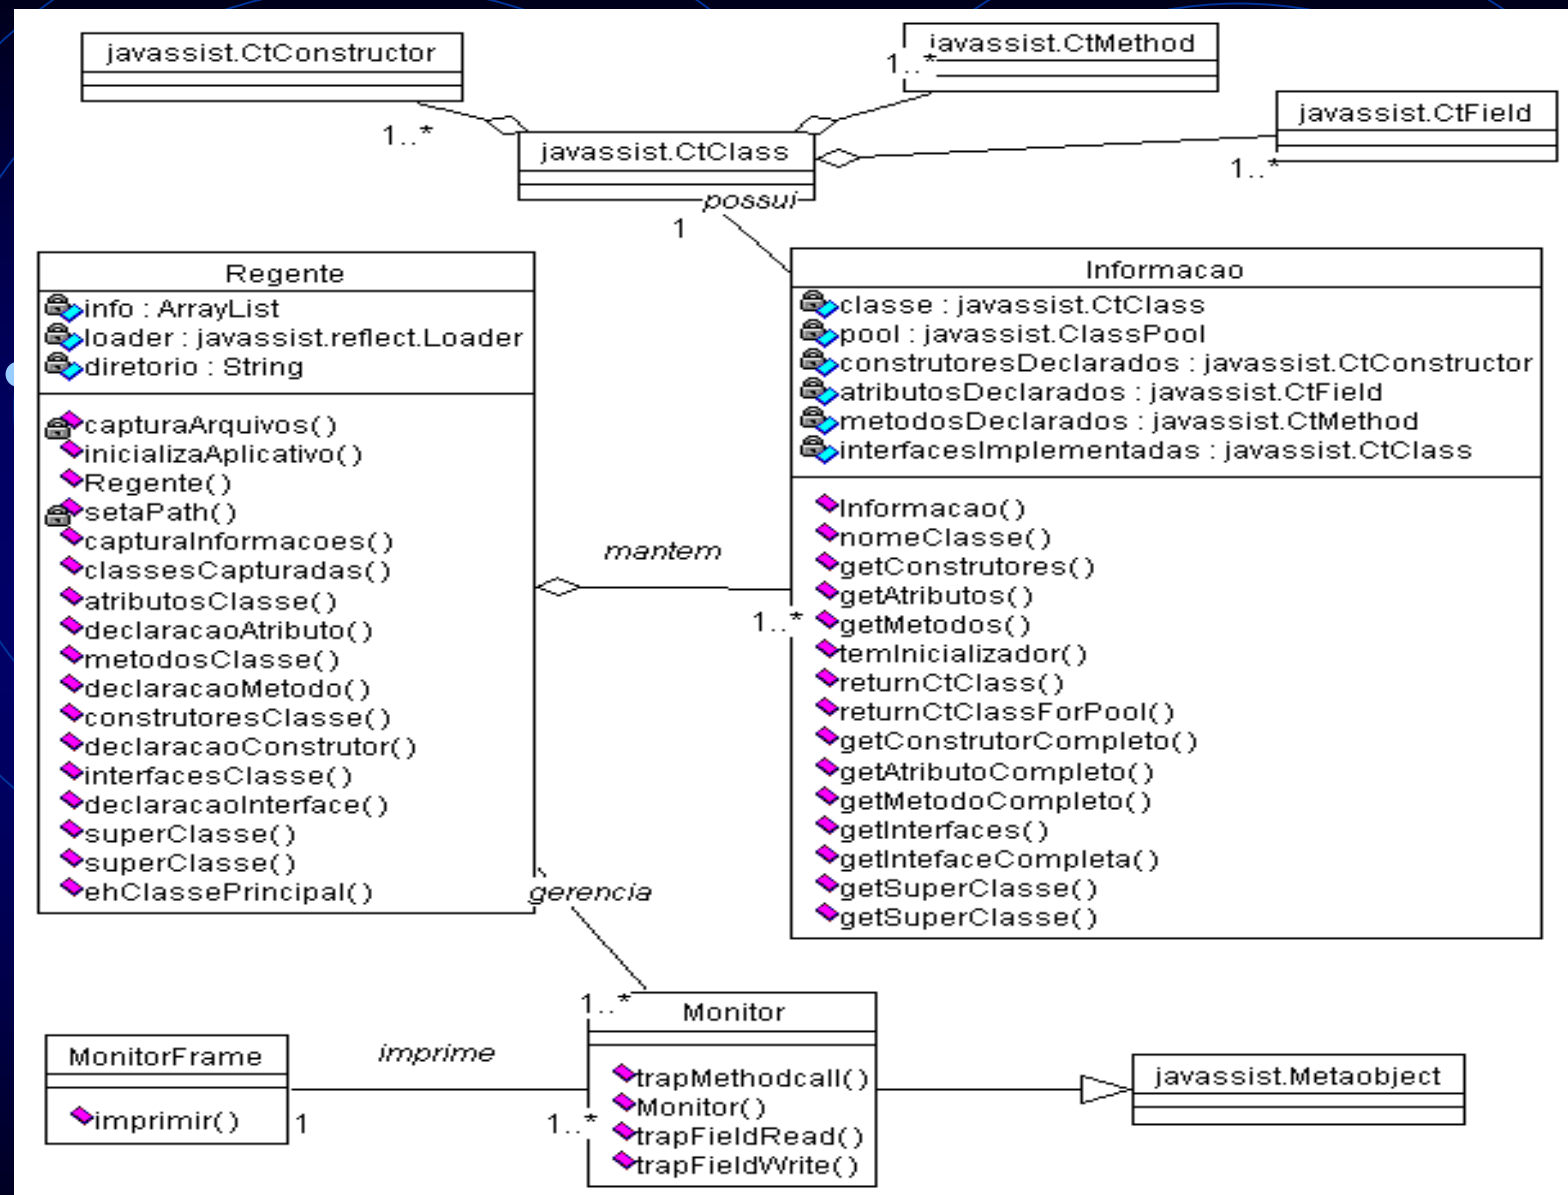 javassist.CtConstructor
javassist.CtMethod
1..*
javassist.CtField
1..*
javassist.CtClass
1..*
possui
1
Regente
info : ArrayList
loader : javassist.reflect.Loader
diretorio : String
capturaArquivos()
inicializaAplicativo()
Regente()
setaPath()
capturaInformacoes()
classesCapturadas()
atributosClasse()
declaracaoAtributo()
metodosClasse()
declaracaoMetodo()
construtoresClasse()
declaracaoConstrutor()
interfacesClasse()
declaracaoInterface()
superClasse()
superClasse()
ehClassePrincipal()
mantem
1..*
Informacao
classe : javassist.CtClass
pool : javassist.ClassPool
construtoresDeclarados : javassist.CtConstructor
atributosDeclarados : javassist.CtField
metodosDeclarados : javassist.CtMethod
interfacesImplementadas : javassist.CtClass
Informacao()
nomeClasse()
getConstrutores()
getAtributos()
getMetodos()
temInicializador()
returnCtClass()
returnCtClassForPool()
getConstrutorCompleto()
getAtributoCompleto()
getMetodoCompleto()
getInterfaces()
getIntefaceCompleta()
getSuperClasse()
getSuperClasse()
gerencia
1..*
MonitorFrame
imprimir()
imprime
1
1..*
Monitor
trapMethodcall()
Monitor()
trapFieldRead()
trapFieldWrite()
javassist.Metaobject